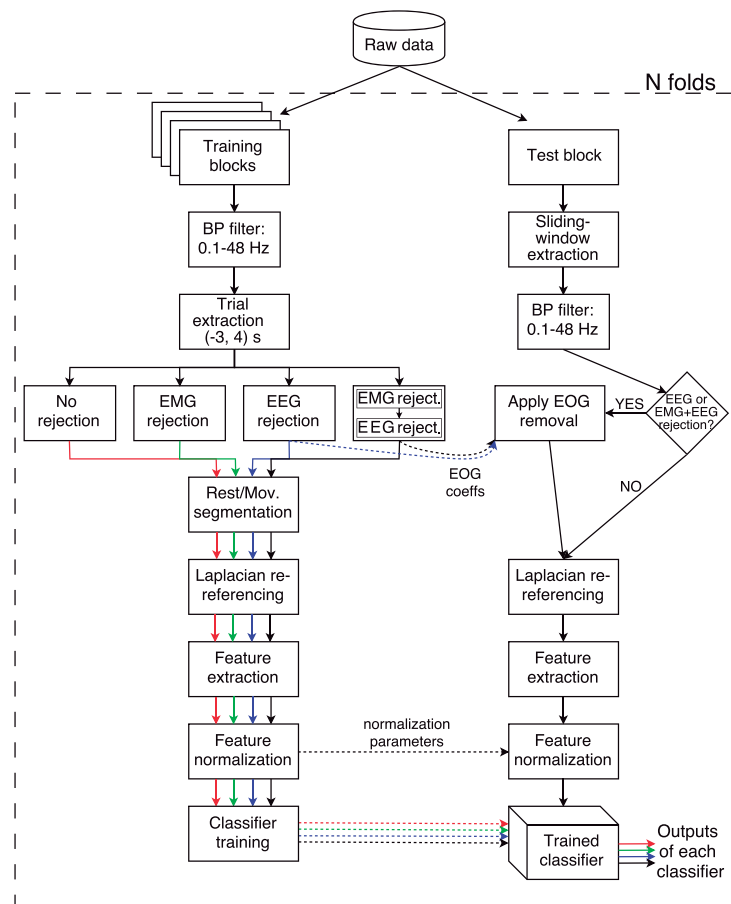 Raw data
N folds
Training
blocks
Test block
BP filter:
0.1-48 Hz
Sliding-
window
extraction
Trial
extraction
(-3, 4) s
BP filter:
0.1-48 Hz
No
rejection
EMG
rejection
EEG
rejection
EMG reject.
EEG reject.
Apply EOG
removal
YES
EEG or
EMG+EEG
rejection?
EOG
coeffs
NO
Rest/Mov.
segmentation
Laplacian re-
referencing
Laplacian re-
referencing
Feature
extraction
Feature
extraction
Feature
normalization
normalization
parameters
Feature
normalization
Classifier
training
Trained
classifier
Outputs
of each
classifier